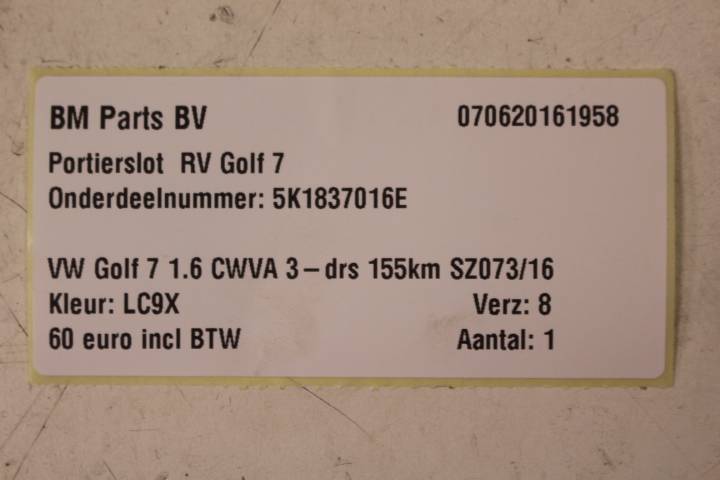 BM Parts BV 070620161958
Portierslot RV Golf 7
Onderdeelnummer: 5K1837016E
VW Golf 7 1.6 CWVA 3-drs 155km SZ073/16
Kleur: LC9X Verz: 8
60 euro incl BTW Aantal: 1